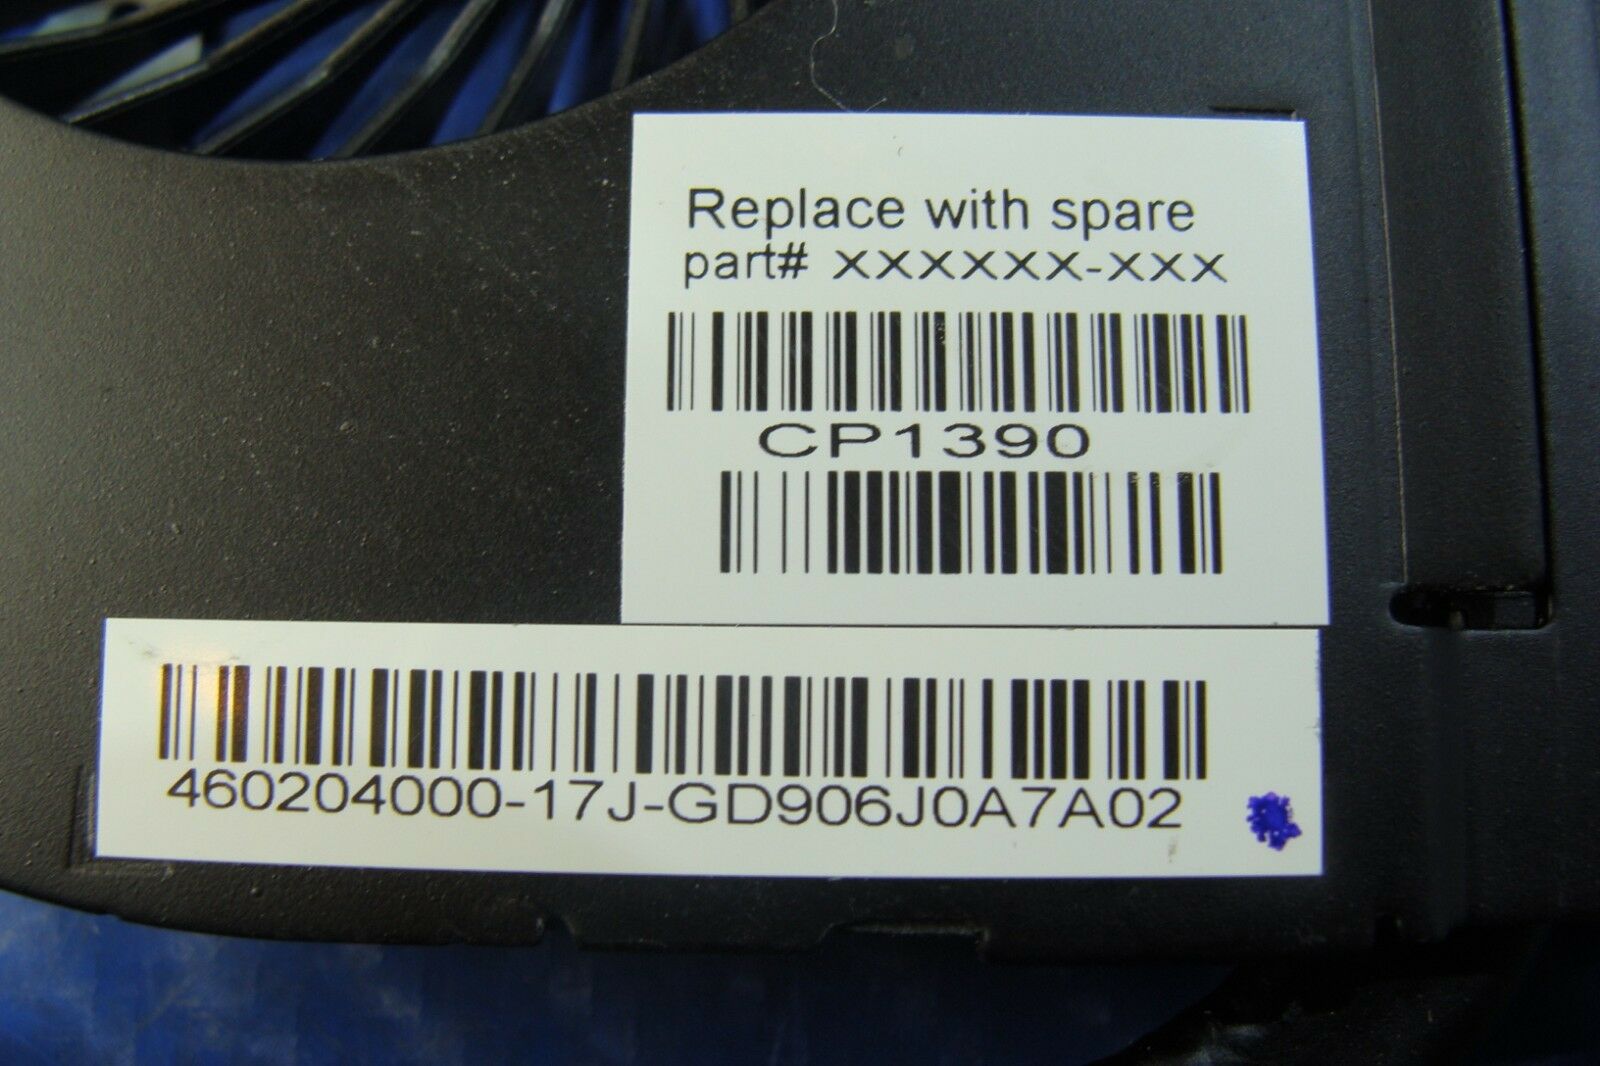 Replace with spare
part# XXXXXX-XXX
CP1390
460204000-17J-GD906J0A7A02